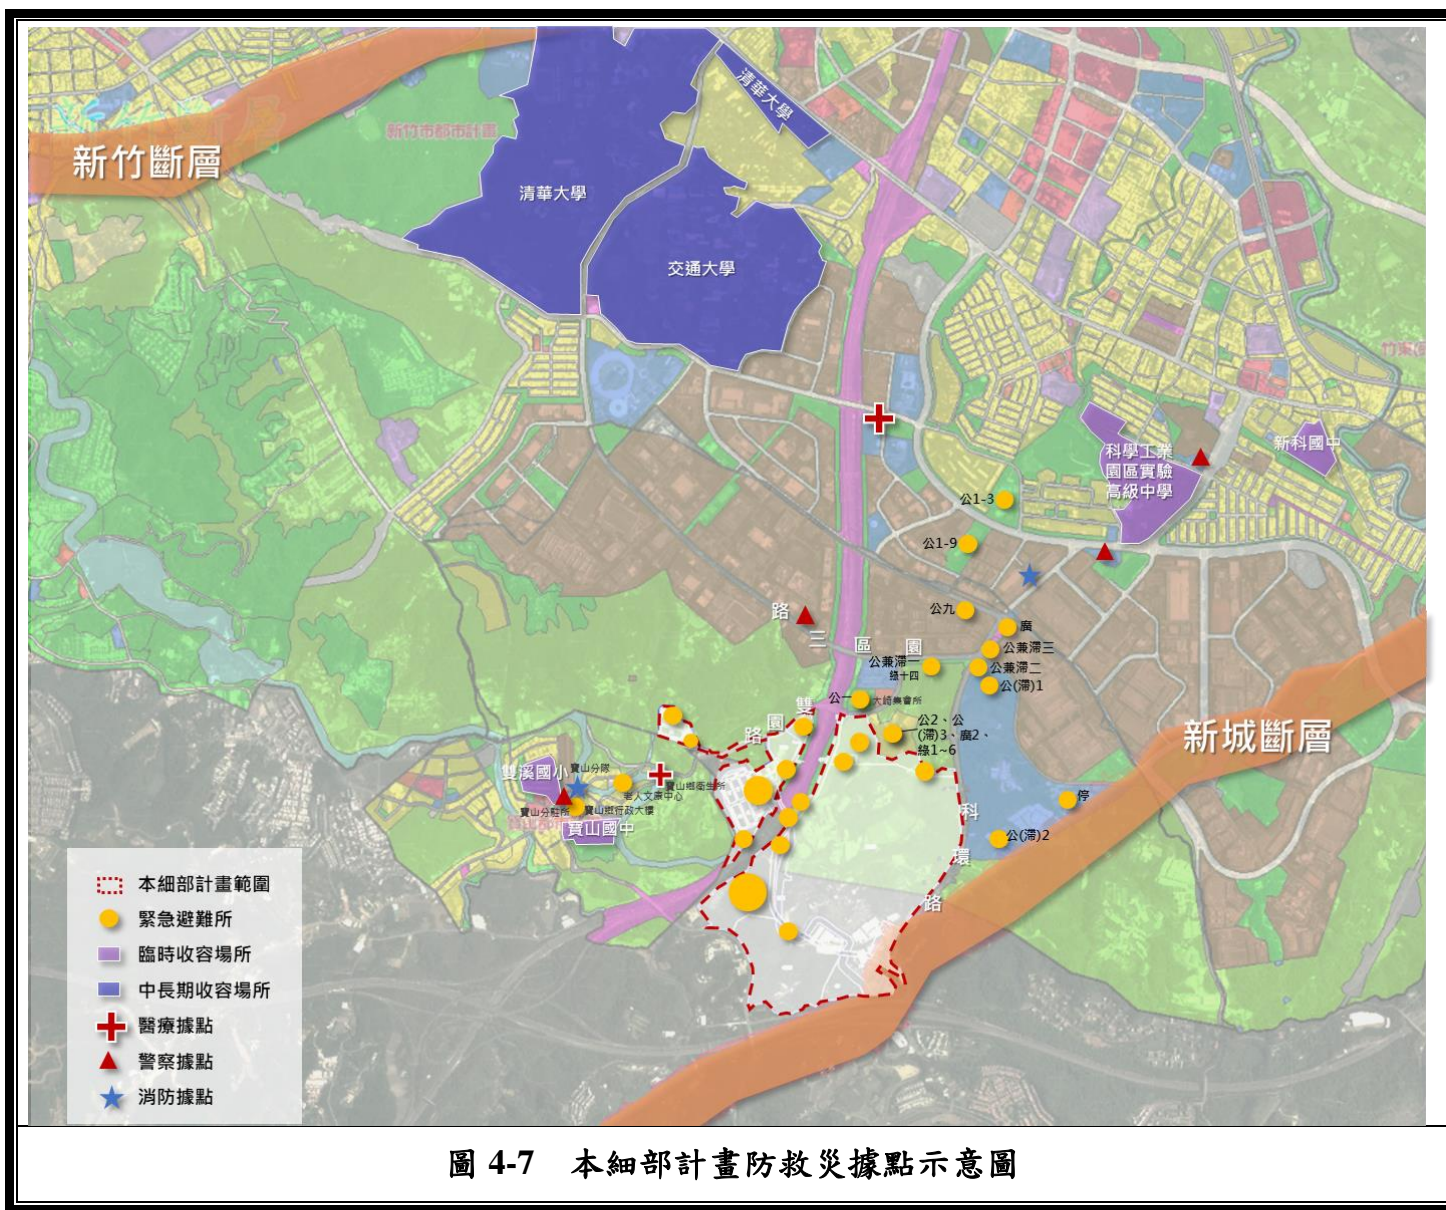 清華大學
新竹市都市計畫
新竹斷層
清華大學
交通大學
科學工業
園區實驗
高級中學
新科國中
公1-3
公1-9
公九
廣
路
三
區
園
公兼滯三
公兼滯一
綠十四
公兼滯二
公(滯)1
公一
大崎集會所
雙
園
路
公2、公
(滯)3、廣2、
綠1~6
新城斷層
雙溪國小
寶山分隊
寶山鄉衛生所
老人文康中心
寶山分駐所
寶山鄉行政大樓
寶山國中
停
科
公(滯)2
環
路
本細部計畫範圍
緊急避難所
臨時收容場所
中長期收容場所
醫療據點
警察據點
消防據點
圖 4-7 本細部計畫防救災據點示意圖